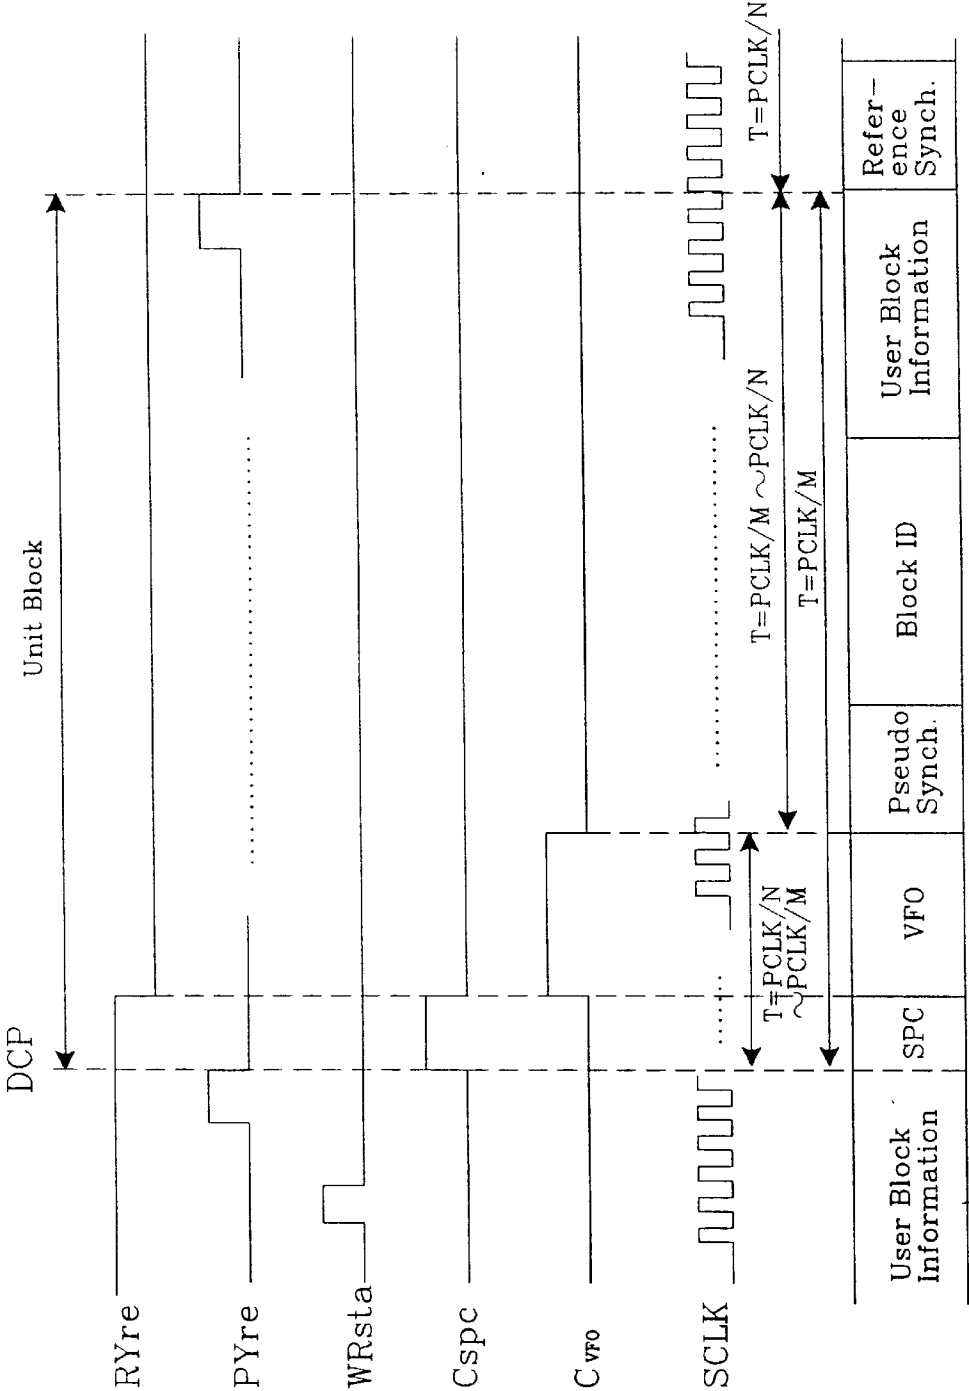 DCP
Unit Block
RYre
PYre
WRsta
Cspc
CVFO
SCLK
T=PCLK/N
~PCLK/M
T=PCLK/M~PCLK/N
T=PCLK/N
T=PCLK/M
User Block
Information
SPC
VFO
Pseudo
Synch.
Block ID
User Block
Information
Refer-
ence
Synch.